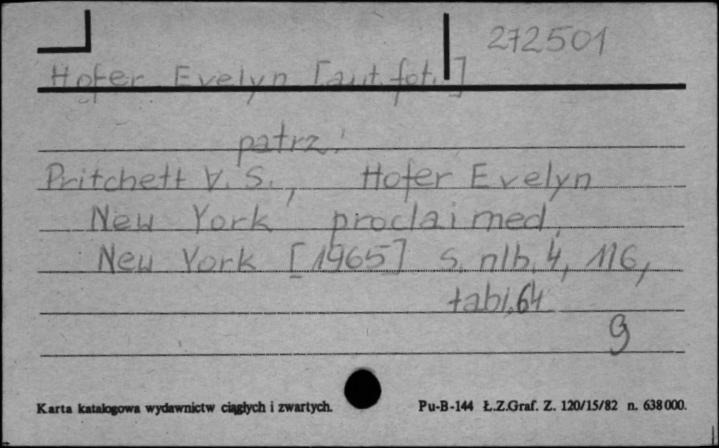 272501
Hofer Evelyn [aut. fot.]
patrz:
Pritchett V. S., Hofer Evelyn
New York proclaimed,
New York [1965] s. nlb. 4, 116,
tabl. 64
g
Karta katalogowa wydawnictw ciągłych i zwartych. Pu-B-144 Ł.Z.Graf. Z. 120/15/82 n. 638000.